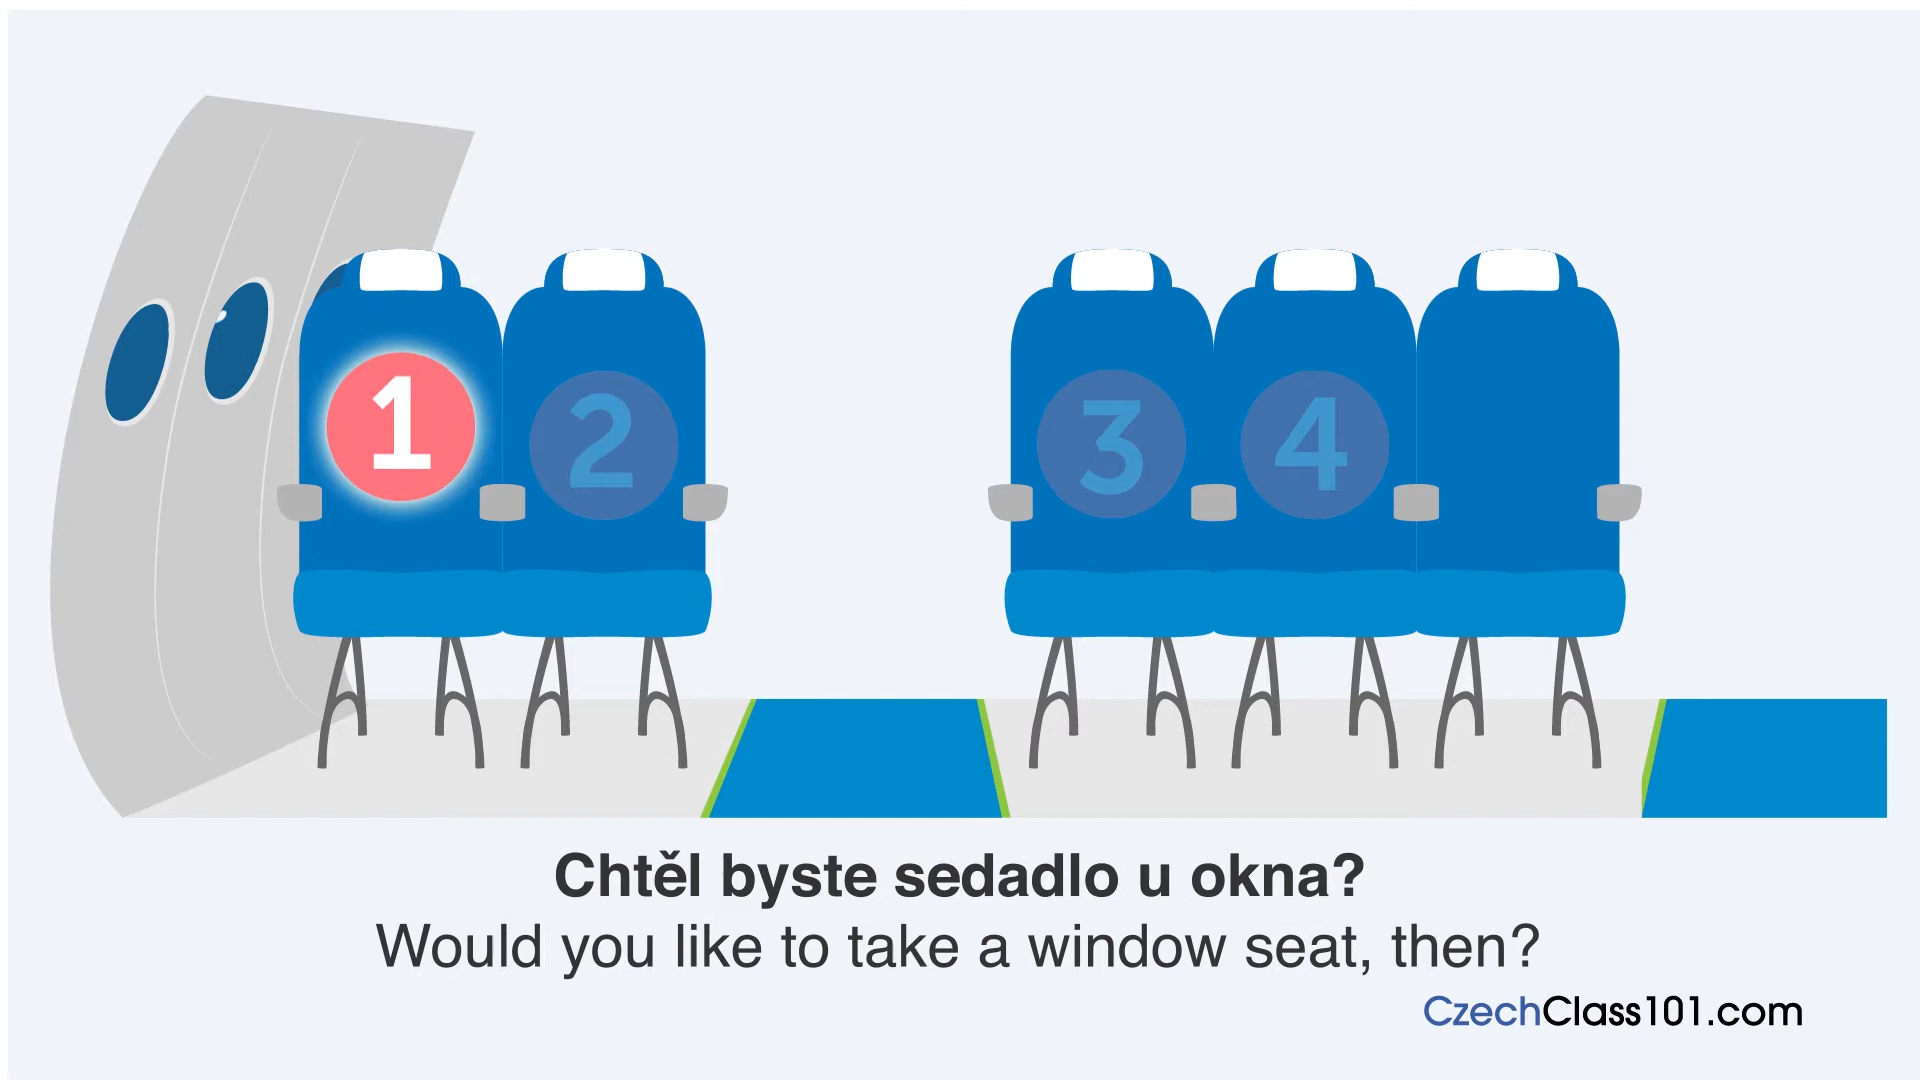 1 2 3 4
Chtěl byste sedadlo u okna?
Would you like to take a window seat, then?
CzechClass101.com